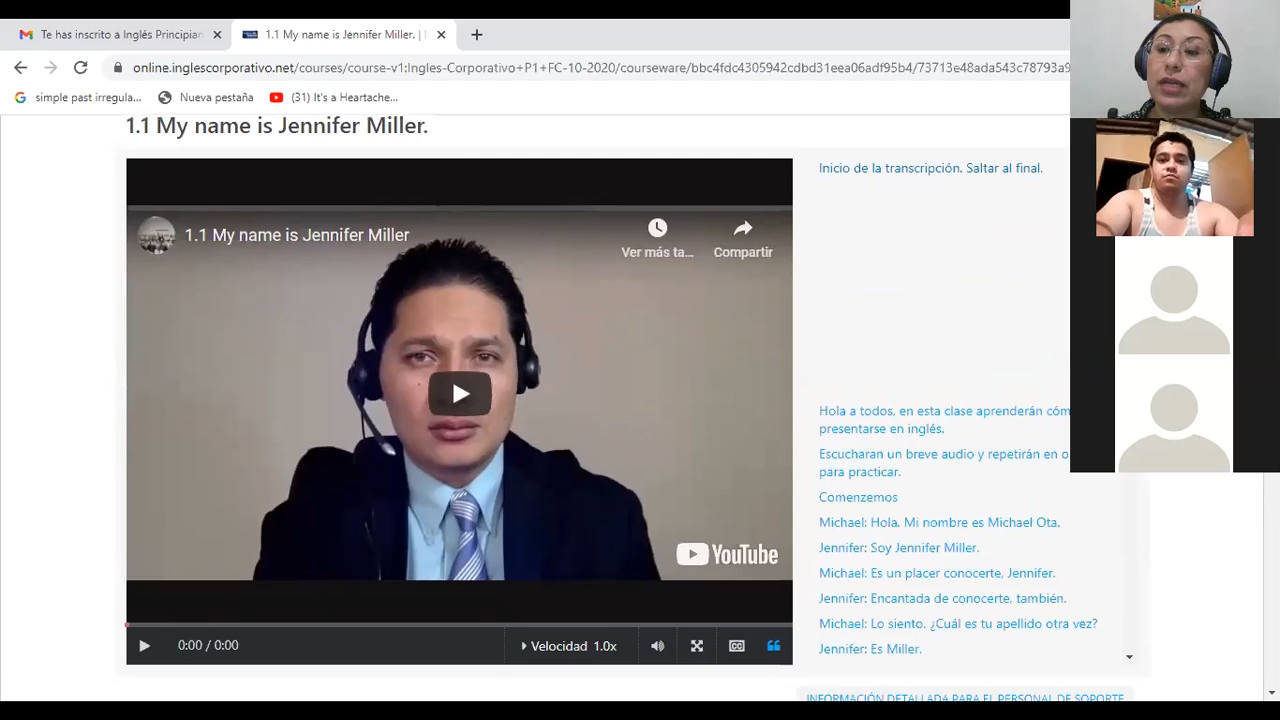 Te has inscrito a Inglés Principian
1.1 My name is Jennifer Miller. |
online.inglescorporativo.net/courses/course-v1:Ingles-Corporativo+P1+FC-10-2020/courseware/bbc4fdc4305942cdbd31eea06adf95b4/73713e48ada543c78793a9
simple past irregula...
Nueva pestaña
(31) It's a Heartache...
1.1 My name is Jennifer Miller.
1.1 My name is Jennifer Miller
Ver más ta...
Compartir
YouTube
0:00 / 0:00
Velocidad 1.0x
CC
Inicio de la transcripción. Saltar al final.
Hola a todos, en esta clase aprenderán cóm
presentarse en inglés.
Escucharan un breve audio y repetirán en o
para practicar.
Comenzemos
Michael: Hola. Mi nombre es Michael Ota.
Jennifer: Soy Jennifer Miller.
Michael: Es un placer conocerte, Jennifer.
Jennifer: Encantada de conocerte, también.
Michael: Lo siento. ¿Cuál es tu apellido otra vez?
Jennifer: Es Miller.
INFORMACIÓN DETALLADA PARA EL PERSONAL DE SOPORTE